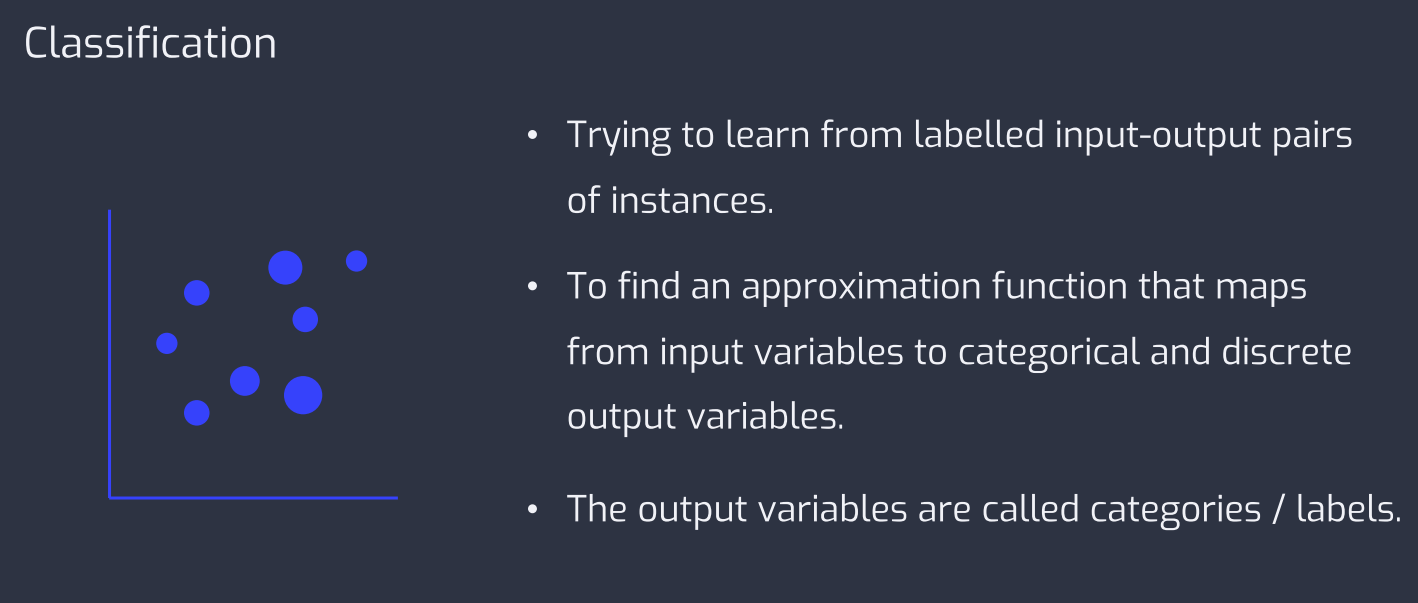 Classification
• Trying to learn from labelled input-output pairs
of instances.
• To find an approximation function that maps
from input variables to categorical and discrete
output variables.
• The output variables are called categories / labels.